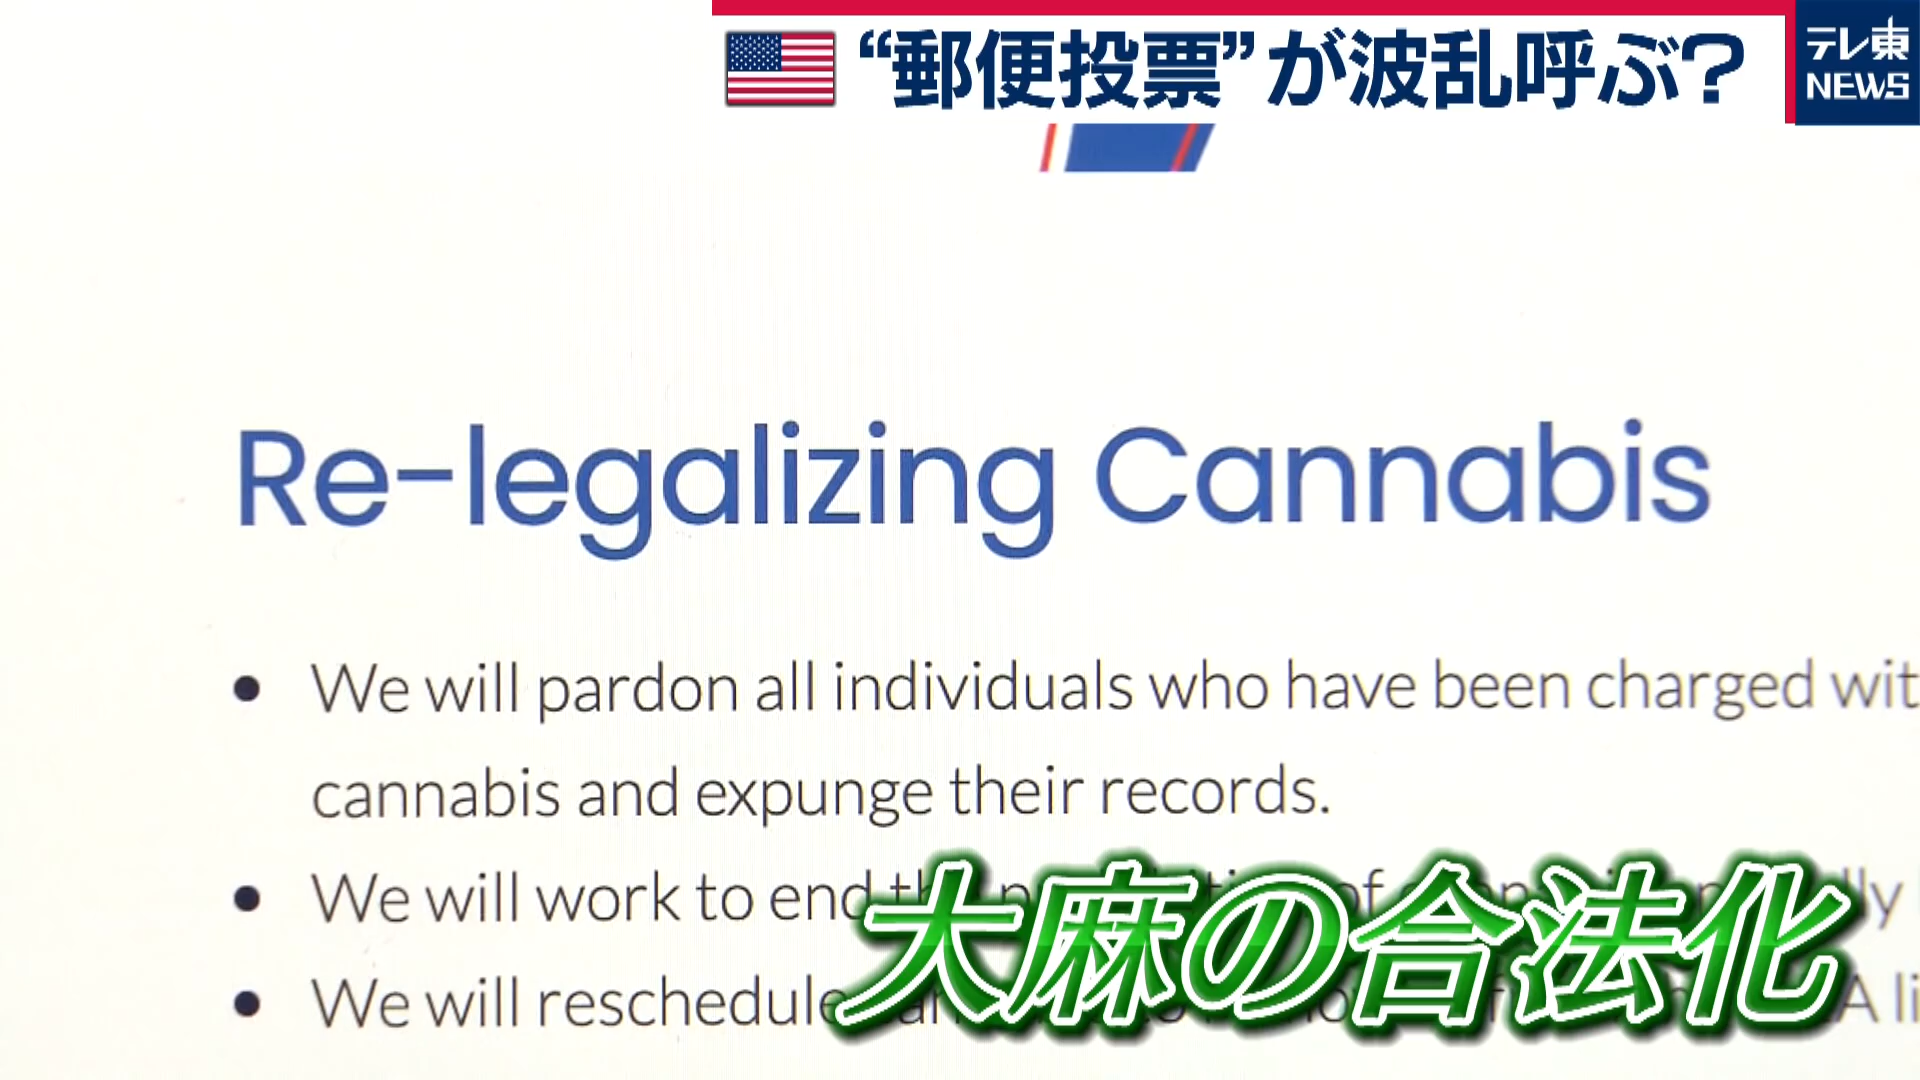 “郵便投票”が波乱呼ぶ?
テレ東
NEWS
Re-legalizing Cannabis
We will pardon all individuals who have been charged wit
cannabis and expunge their records.
We will work to end
We will reschedule
大麻の合法化